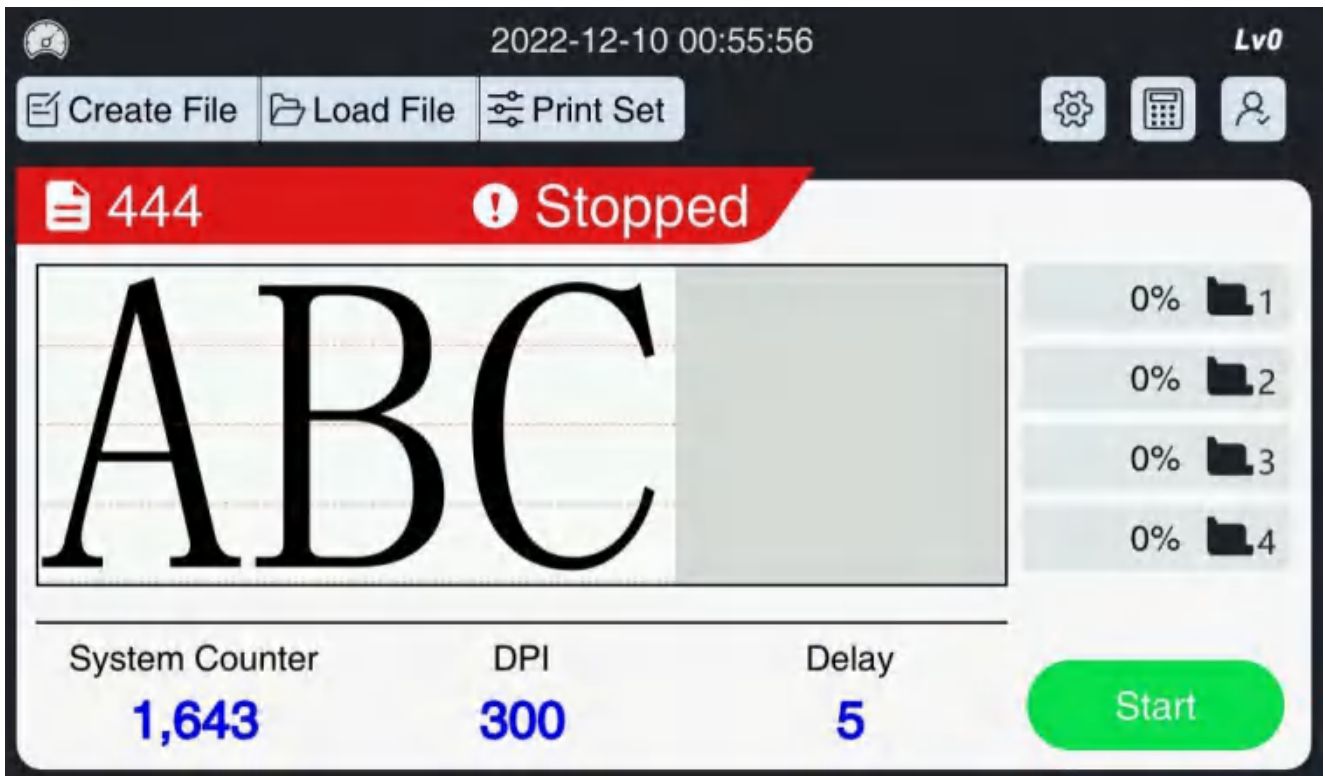 2022-12-10 00:55:56 Lv0
Create File Load File Print Set
444 Stopped
ABC
0% 1
0% 2
0% 3
0% 4
System Counter DPI Delay
1,643 300 5
Start